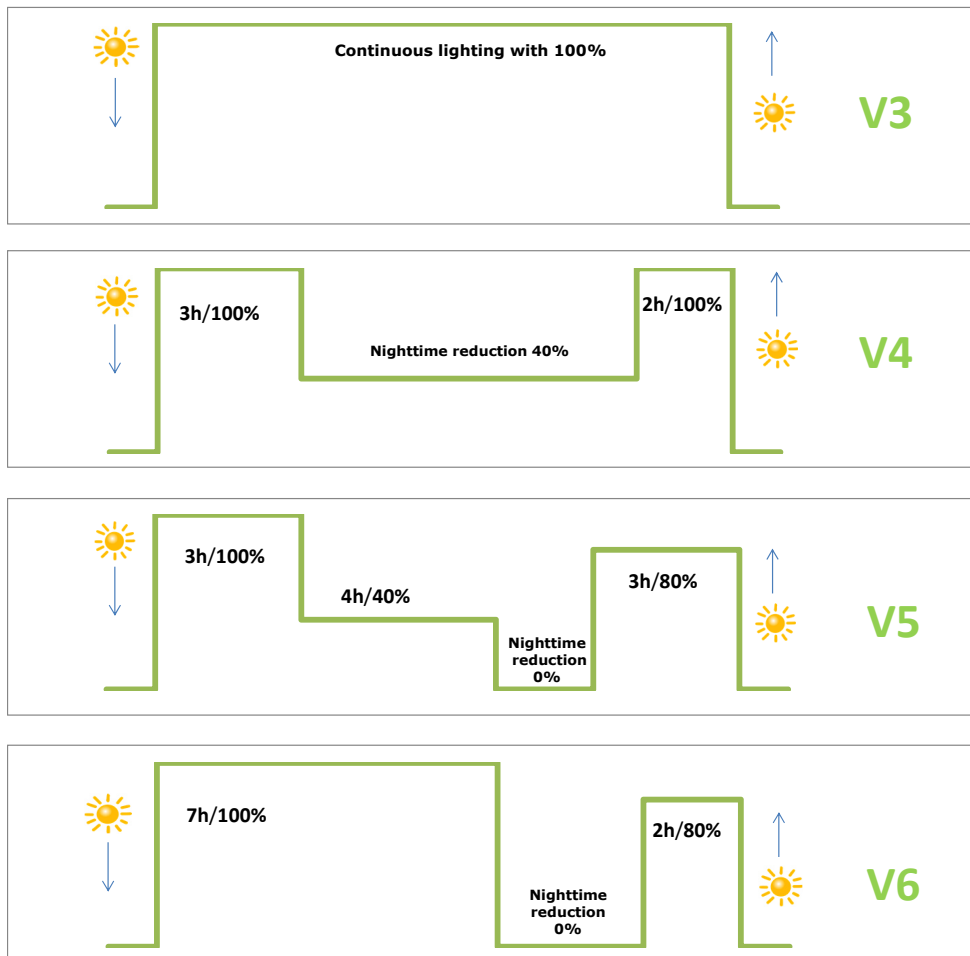 Continuous lighting with 100%
V3
3h/100%
2h/100%
Nighttime reduction 40%
V4
3h/100%
4h/40%
3h/80%
Nighttime
reduction
0%
V5
7h/100%
2h/80%
Nighttime
reduction
0%
V6